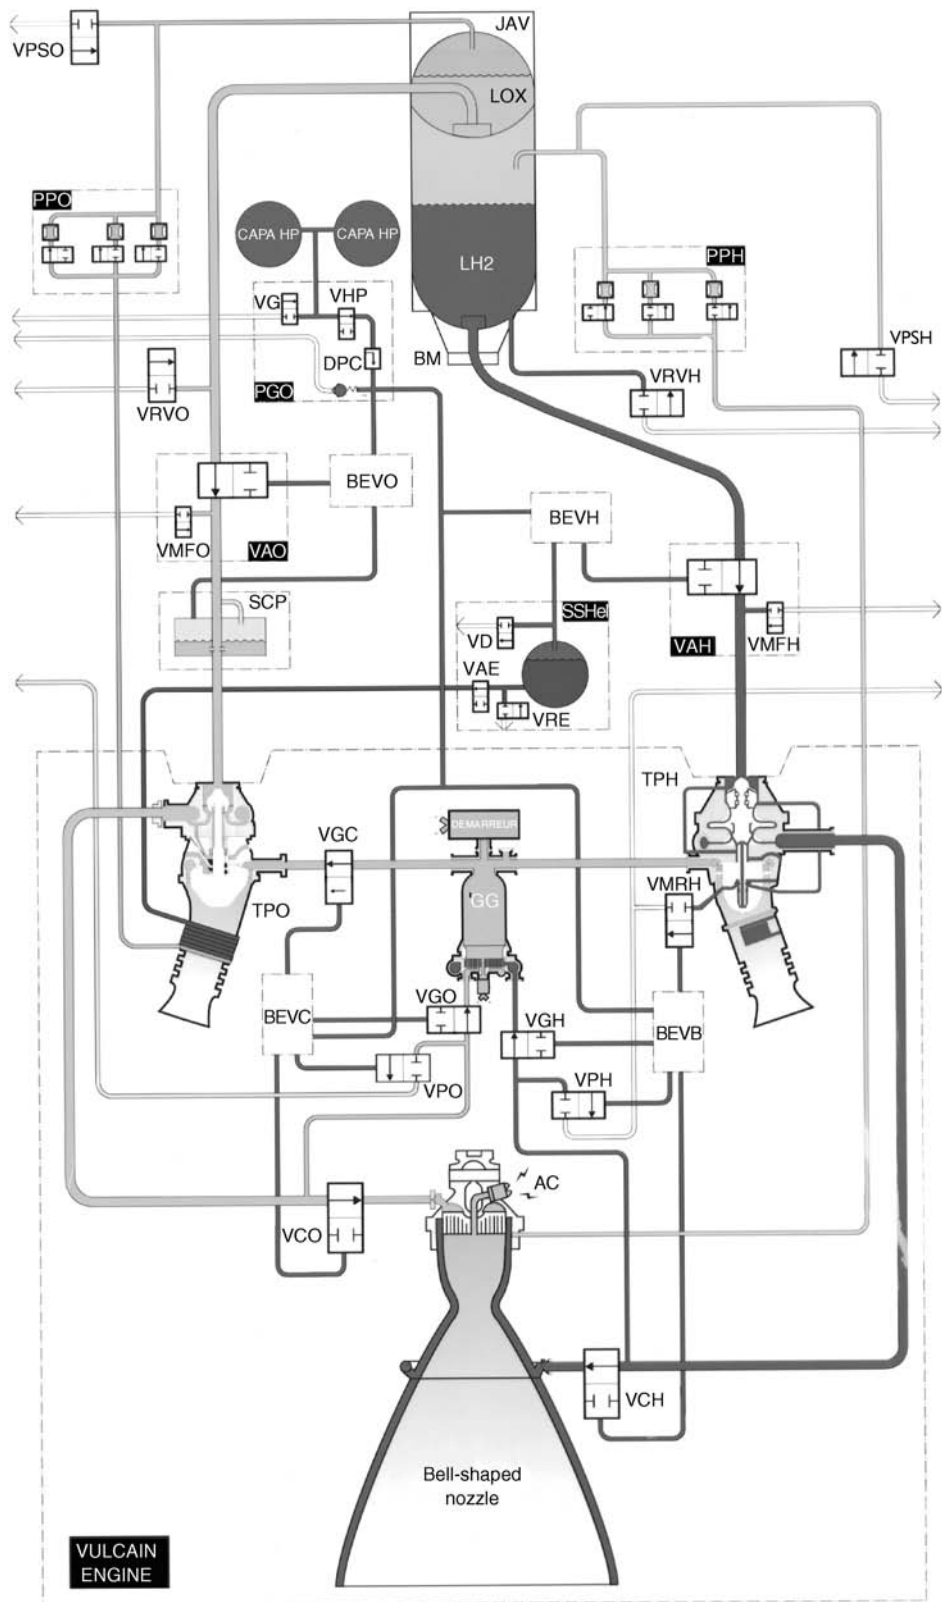 JAV
VPSO
LOX
PPO
CAPA HP
CAPA HP
LH2
PPH
VG
VHP
DPC
BM
VPSH
PGO
VRVH
VRVO
BEVO
BEVH
VMFO
VAO
SCP
SSHel
VD
VAH
VMFH
VAE
VRE
TPH
DEMARREUR
VGC
VMRH
TPO
GG
VGO
BEVC
VGH
BEVB
VPO
VPH
AC
VCO
VCH
Bell-shaped
nozzle
VULCAIN
ENGINE